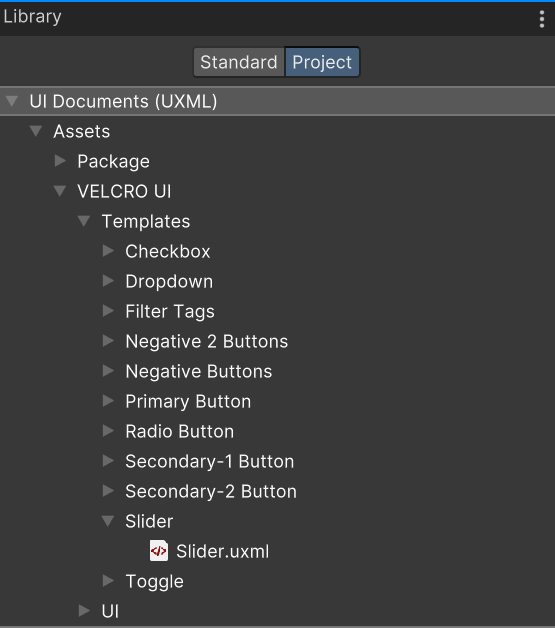 Library
Standard Project
UI Documents (UXML)
Assets
Package
VELCRO UI
Templates
Checkbox
Dropdown
Filter Tags
Negative 2 Buttons
Negative Buttons
Primary Button
Radio Button
Secondary-1 Button
Secondary-2 Button
Slider
</> Slider.uxml
Toggle
UI